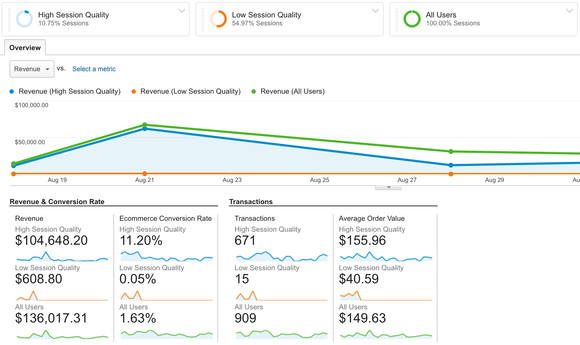 High Session Quality
10.75% Sessions
Low Session Quality
54.97% Sessions
All Users
100.00% Sessions
Overview
Revenue vs. Select a metric
Revenue (High Session Quality) Revenue (Low Session Quality) Revenue (All Users)
$100,000.00
$50,000.00
Aug 19 Aug 21 Aug 23 Aug 25 Aug 27 Aug 29 Au
Revenue & Conversion Rate Transactions
Revenue Ecommerce Conversion Rate Transactions Average Order Value
High Session Quality High Session Quality High Session Quality High Session Quality
$104,648.20 11.20% 671 $155.96
Low Session Quality Low Session Quality Low Session Quality Low Session Quality
$608.80 0.05% 15 $40.59
All Users All Users All Users All Users
$136,017.31 1.63% 909 $149.63